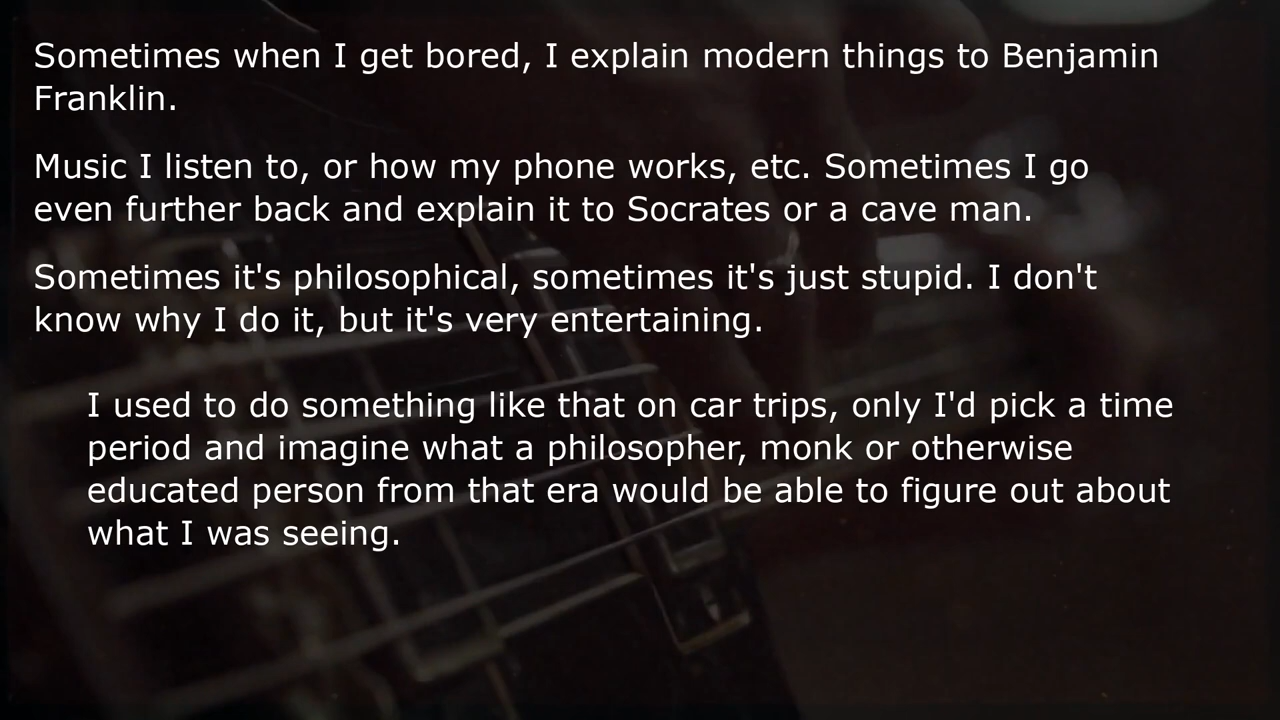 Sometimes when I get bored, I explain modern things to Benjamin
Franklin.
Music I listen to, or how my phone works, etc. Sometimes I go
even further back and explain it to Socrates or a cave man.
Sometimes it's philosophical, sometimes it's just stupid. I don't
know why I do it, but it's very entertaining.
I used to do something like that on car trips, only I'd pick a time
period and imagine what a philosopher, monk or otherwise
educated person from that era would be able to figure out about
what I was seeing.